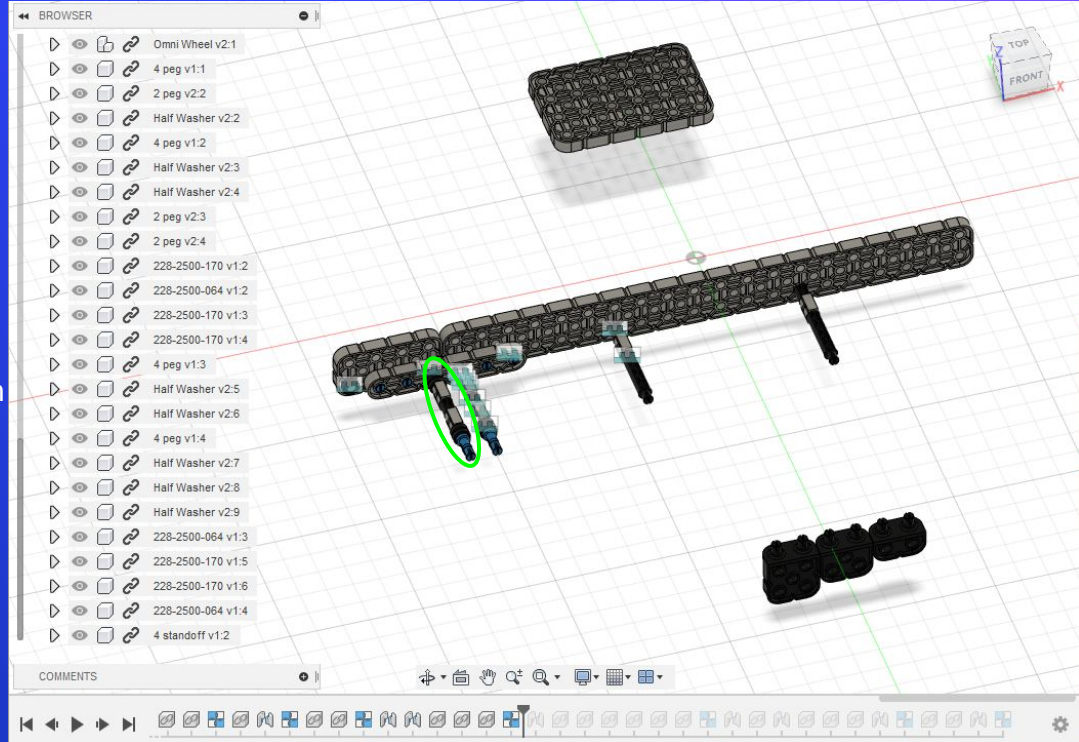 BROWSER
Omni Wheel v2:1
4 peg v1:1
2 peg v2:2
Half Washer v2:2
4 peg v1:2
Half Washer v2:3
Half Washer v2:4
2 peg v2:3
2 peg v2:4
228-2500-170 v1:2
228-2500-064 v1:2
228-2500-170 v1:3
228-2500-170 v1:4
4 peg v1:3
Half Washer v2:5
Half Washer v2:6
4 peg v1:4
Half Washer v2:7
Half Washer v2:8
Half Washer v2:9
228-2500-064 v1:3
228-2500-170 v1:5
228-2500-170 v1:6
228-2500-064 v1:4
4 standoff v1:2
COMMENTS
TOP
Z
FRONT
X